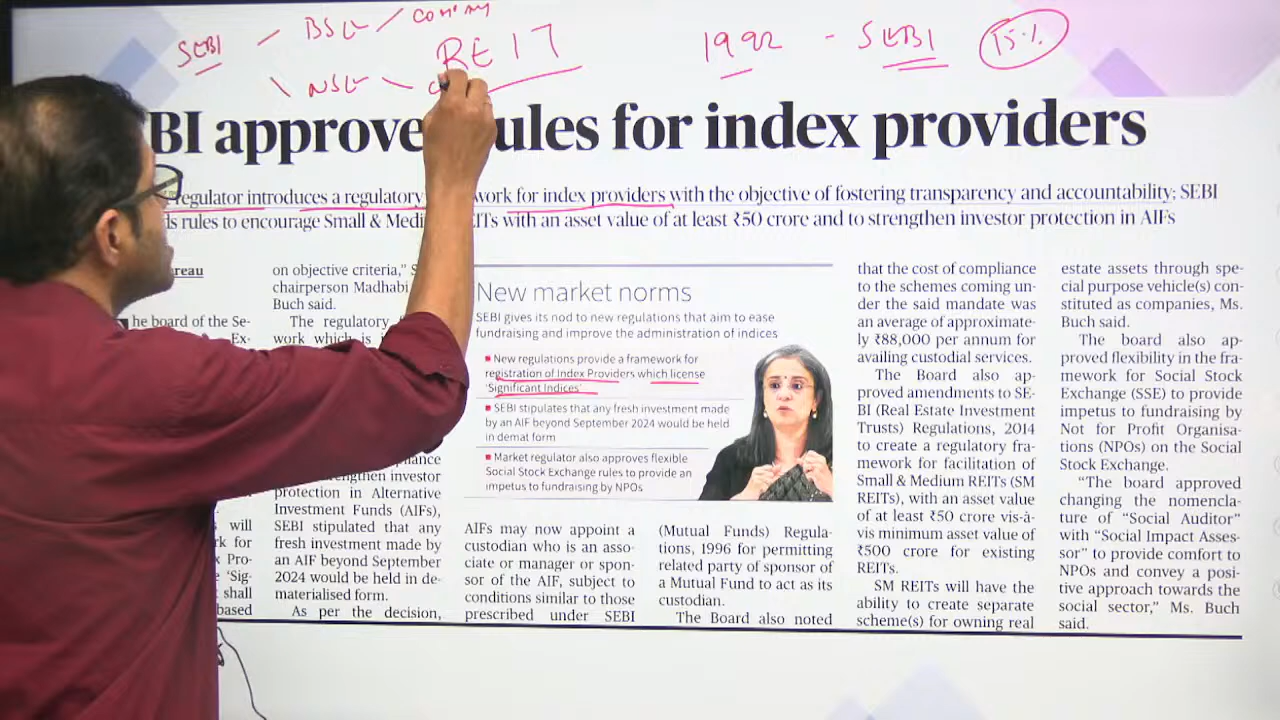 SEBI
BSE / Company
NSE
REIT
1992 - SEBI
15%
BI approve ules for index providers
regulator introduces a regulatory work for index providers with the objective of fostering transparency and accountability; SEBI
rules to encourage Small & Medi ITs with an asset value of at least ₹50 crore and to strengthen investor protection in AIFs
reau
he board of the Se-
Ex-
will
rk for
Pro-
'Sig-
shall
based
on objective criteria,"
chairperson Madhabi
Buch said.
The regulatory
work which is
ance
engthen investor
protection in Alternative
Investment Funds (AIFs),
SEBI stipulated that any
fresh investment made by
an AIF beyond September
2024 would be held in de-
materialised form.
As per the decision,
New market norms
SEBI gives its nod to new regulations that aim to ease
fundraising and improve the administration of indices
▪ New regulations provide a framework for
registration of Index Providers which license
'Significant Indices'
▪ SEBI stipulates that any fresh investment made
by an AIF beyond September 2024 would be held
in demat form
▪ Market regulator also approves flexible
Social Stock Exchange rules to provide an
impetus to fundraising by NPOs
AIFs may now appoint a
custodian who is an asso-
ciate or manager or spon-
sor of the AIF, subject to
conditions similar to those
prescribed under SEBI
(Mutual Funds) Regula-
tions, 1996 for permitting
related party of sponsor of
a Mutual Fund to act as its
custodian.
The Board also noted
that the cost of compliance
to the schemes coming un-
der the said mandate was
an average of approximate-
ly ₹88,000 per annum for
availing custodial services.
The Board also ap-
proved amendments to SE-
BI (Real Estate Investment
Trusts) Regulations, 2014
to create a regulatory fra-
mework for facilitation of
Small & Medium REITs (SM
REITs), with an asset value
of at least ₹50 crore vis-à-
vis minimum asset value of
₹500 crore for existing
REITs.
SM REITs will have the
ability to create separate
scheme(s) for owning real
estate assets through spe-
cial purpose vehicle(s) con-
stituted as companies, Ms.
Buch said.
The board also ap-
proved flexibility in the fra-
mework for Social Stock
Exchange (SSE) to provide
impetus to fundraising by
Not for Profit Organisa-
tions (NPOs) on the Social
Stock Exchange.
"The board approved
changing the nomencla-
ture of "Social Auditor"
with "Social Impact Asses-
sor" to provide comfort to
NPOs and convey a posi-
tive approach towards the
social sector," Ms. Buch
said.